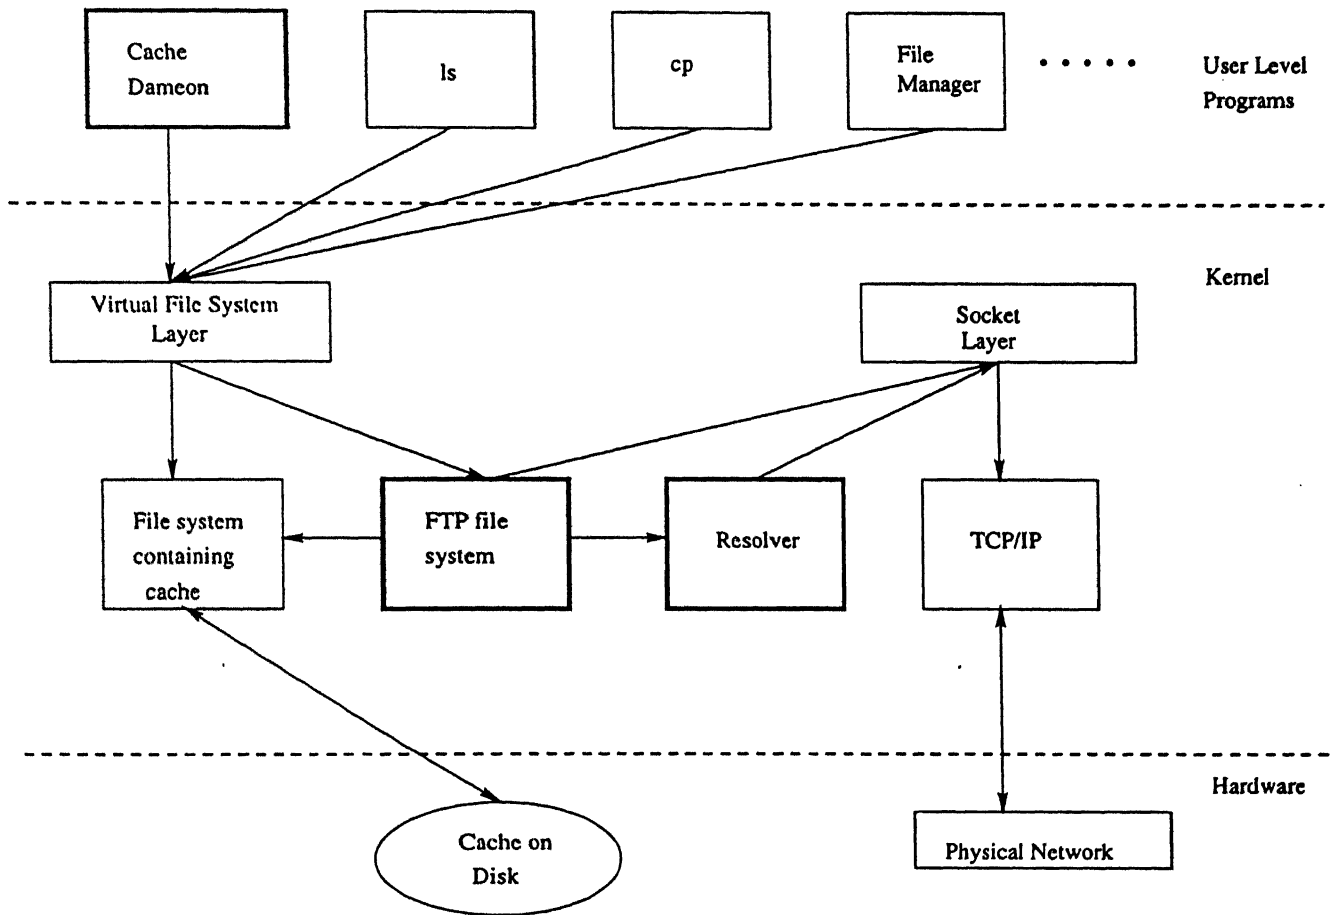 Cache
Dameon
ls
cp
File
Manager
.....
User Level
Programs
Kernel
Virtual File System
Layer
Socket
Layer
File system
containing
cache
FTP file
system
Resolver
TCP/IP
Hardware
Cache on
Disk
Physical Network